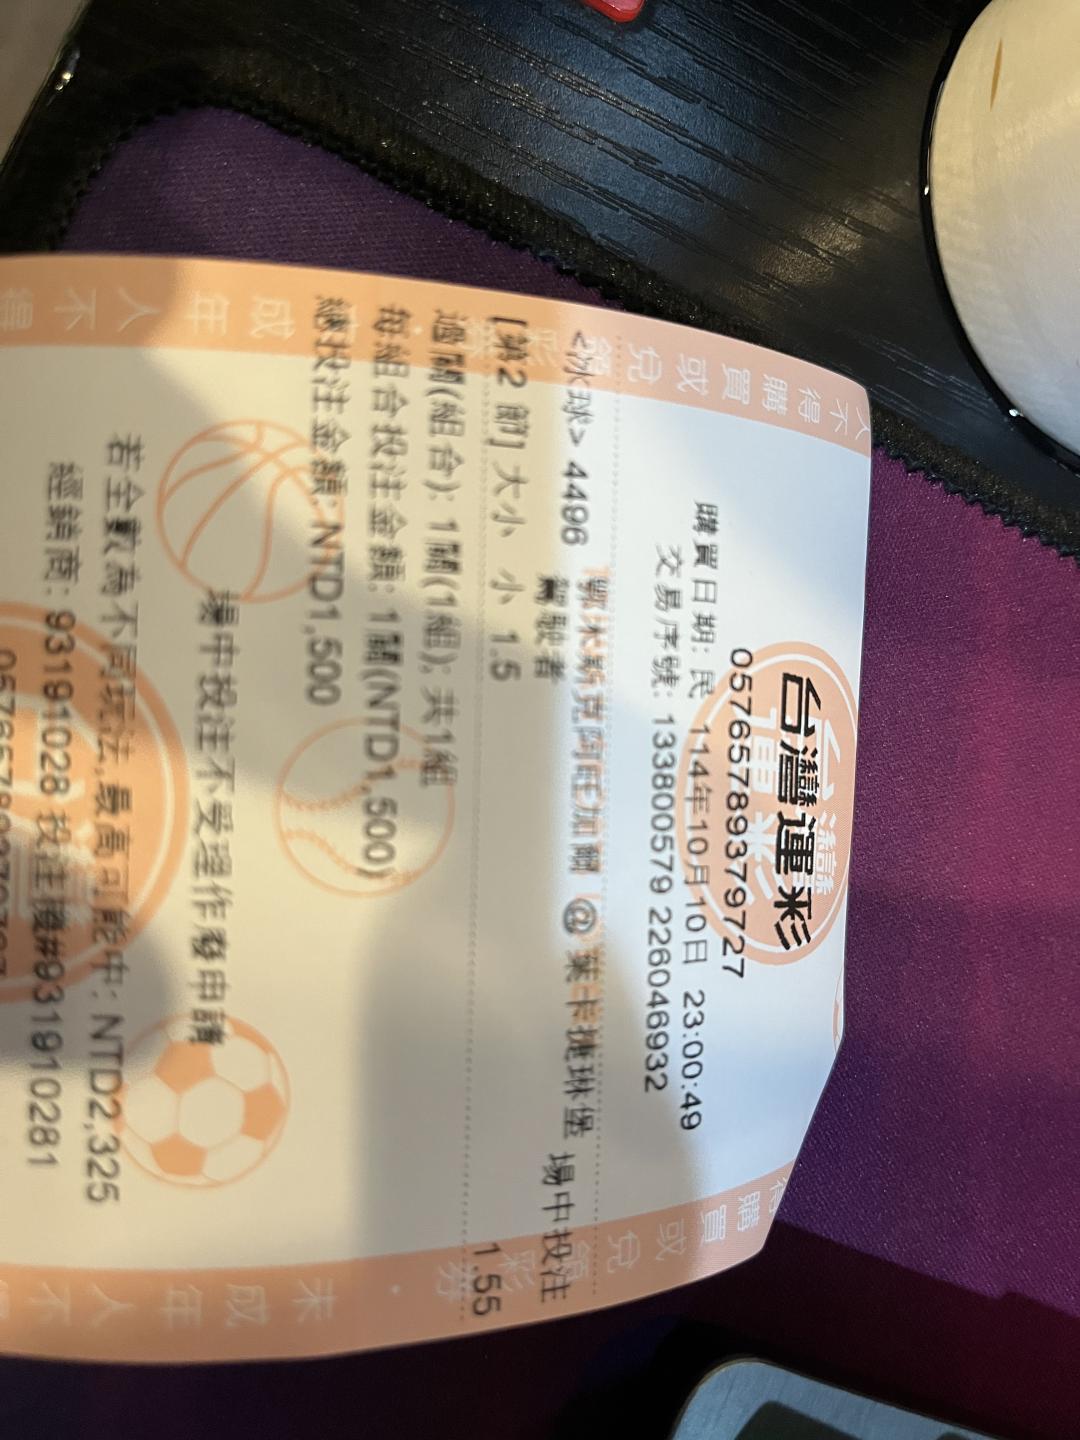 台灣運彩
05765789379727
購買日期: 民 114年10月10日 23:00:49
交易序號: 133800579 226046932
<冰球> 4496 鄂木斯克阿旺加爾 @ 葉卡捷琳堡 場中投注
駕駛者
[第2 節] 大小 小 1.5 1.55
過關(組合): 1關(1組); 共1組
每組合投注金額: 1關(NTD1,500)
總投注金額: NTD1,500
場中投注不受理作廢申請
若全數為不同玩法,最高可能中: NTD2,325
經銷商: 93191028 投注機#931910281